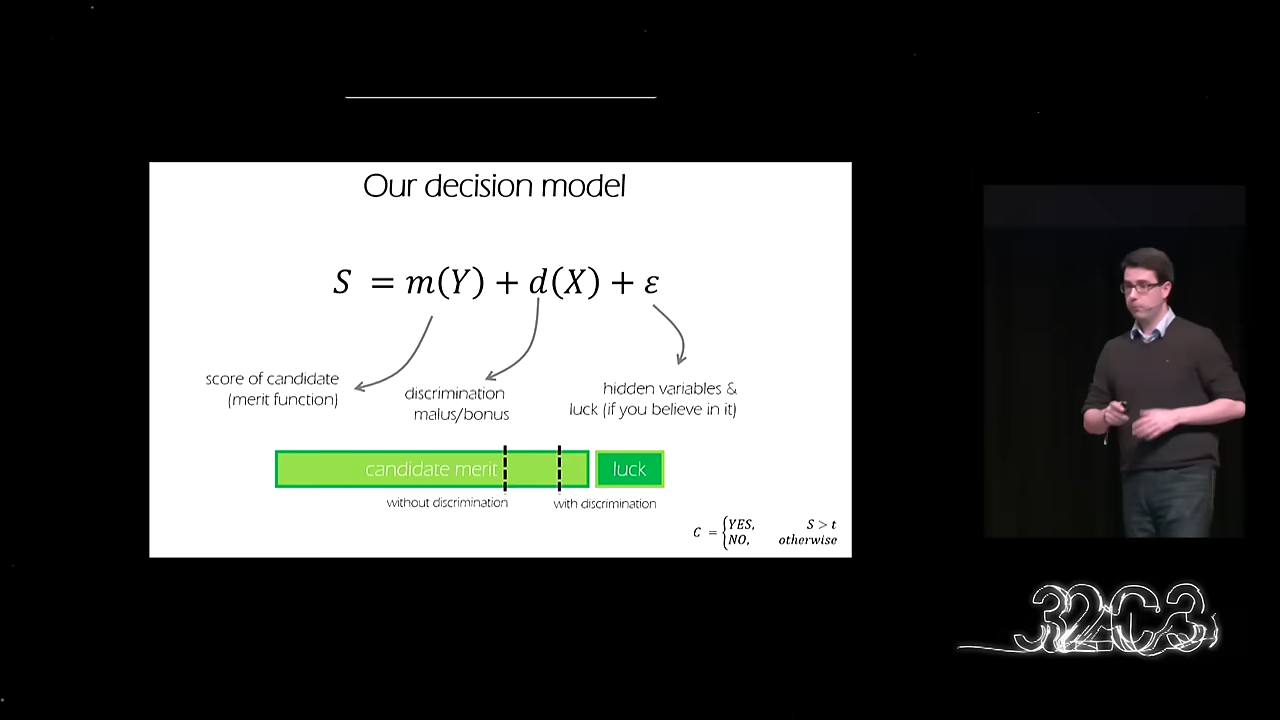 Our decision model
S = m(Y) + d(X) + ε
score of candidate
(merit function)
discrimination
malus/bonus
hidden variables &
luck (if you believe in it)
candidate merit
luck
without discrimination
with discrimination
C = {YES, S > t
NO, otherwise
32C3